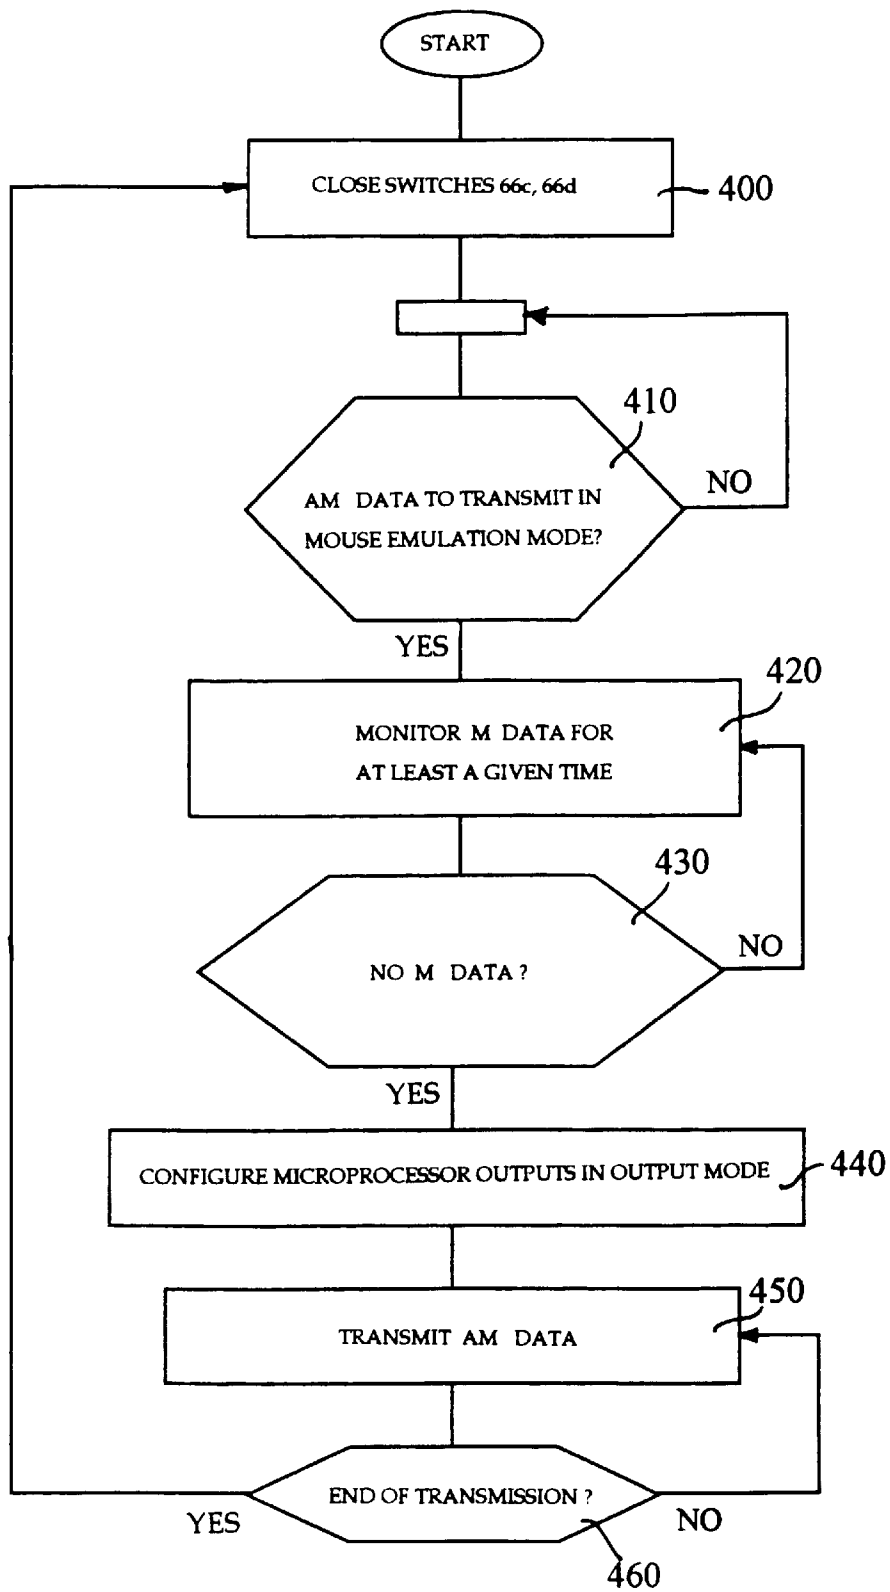 START
CLOSE SWITCHES 66c, 66d
400
410
AM DATA TO TRANSMIT IN
MOUSE EMULATION MODE?
NO
YES
420
MONITOR M DATA FOR
AT LEAST A GIVEN TIME
430
NO M DATA ?
NO
YES
CONFIGURE MICROPROCESSOR OUTPUTS IN OUTPUT MODE
440
450
TRANSMIT AM DATA
END OF TRANSMISSION ?
YES
NO
460